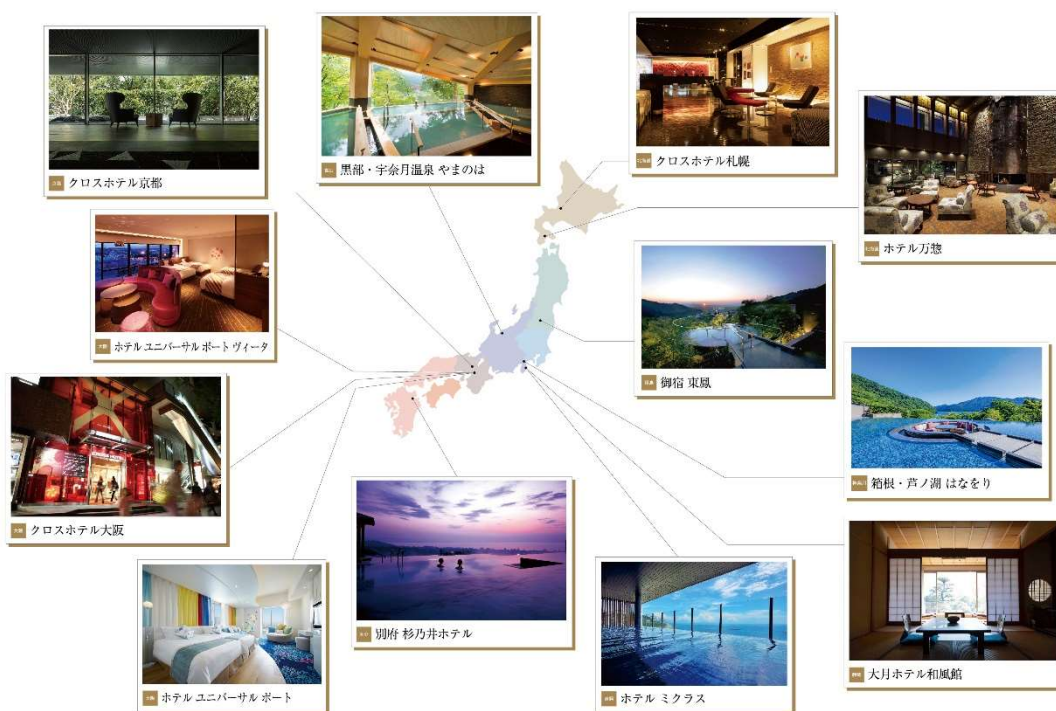 クロスホテル京都
黒部・宇奈月温泉 やまのは
クロスホテル札幌
ホテル万惣
ホテル ユニバーサル ポート ヴィータ
御宿 東鳳
箱根・芦ノ湖 はなをり
クロスホテル大阪
別府 杉乃井ホテル
ホテル ユニバーサル ポート
ホテル ミクラス
大月ホテル和風館